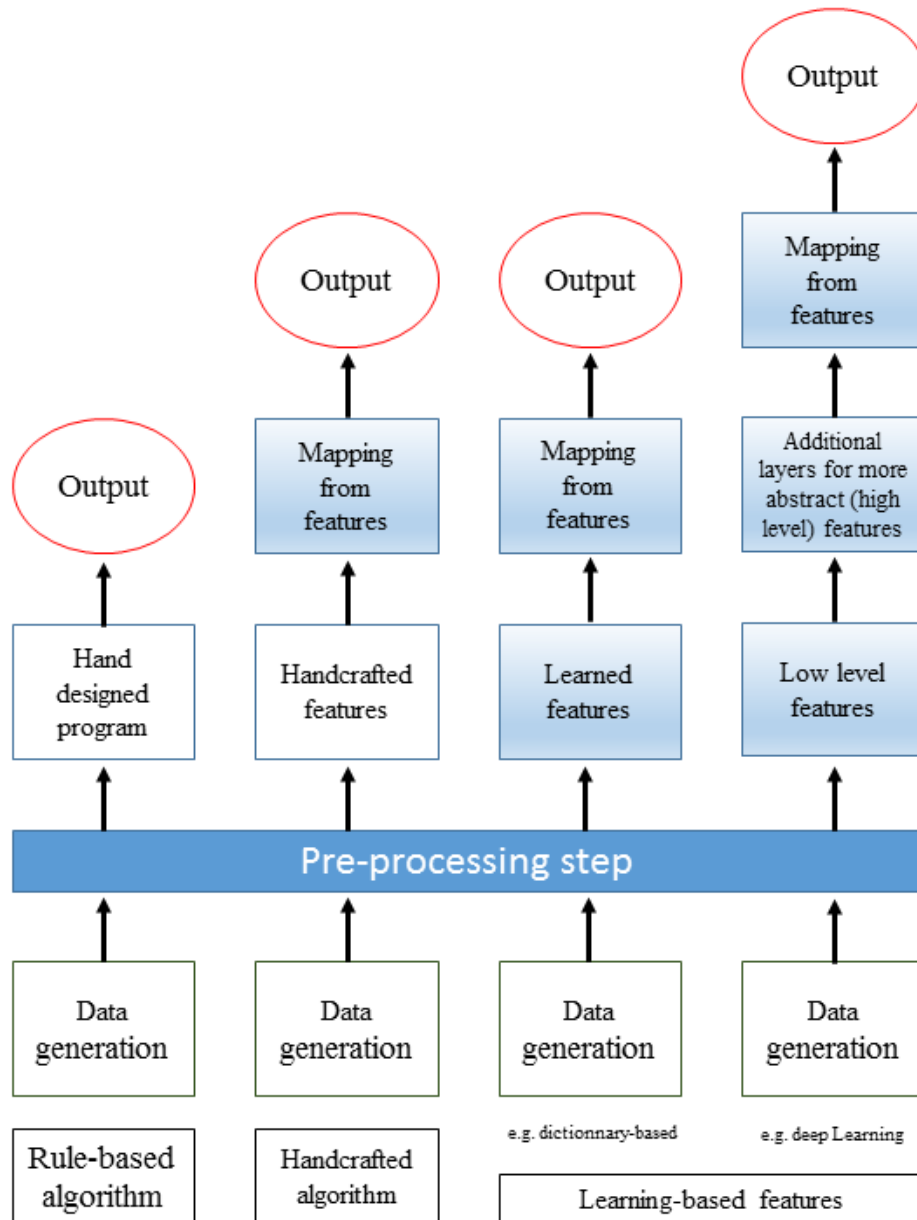 Output
Mapping
from
features
Additional
layers for more
abstract (high
level) features
Low level
features
Output
Mapping
from
features
Handcrafted
features
Output
Mapping
from
features
Learned
features
Output
Hand
designed
program
Pre-processing step
Data
generation
Data
generation
Data
generation
Data
generation
e.g. dictionnary-based
e.g. deep Learning
Rule-based
algorithm
Handcrafted
algorithm
Learning-based features